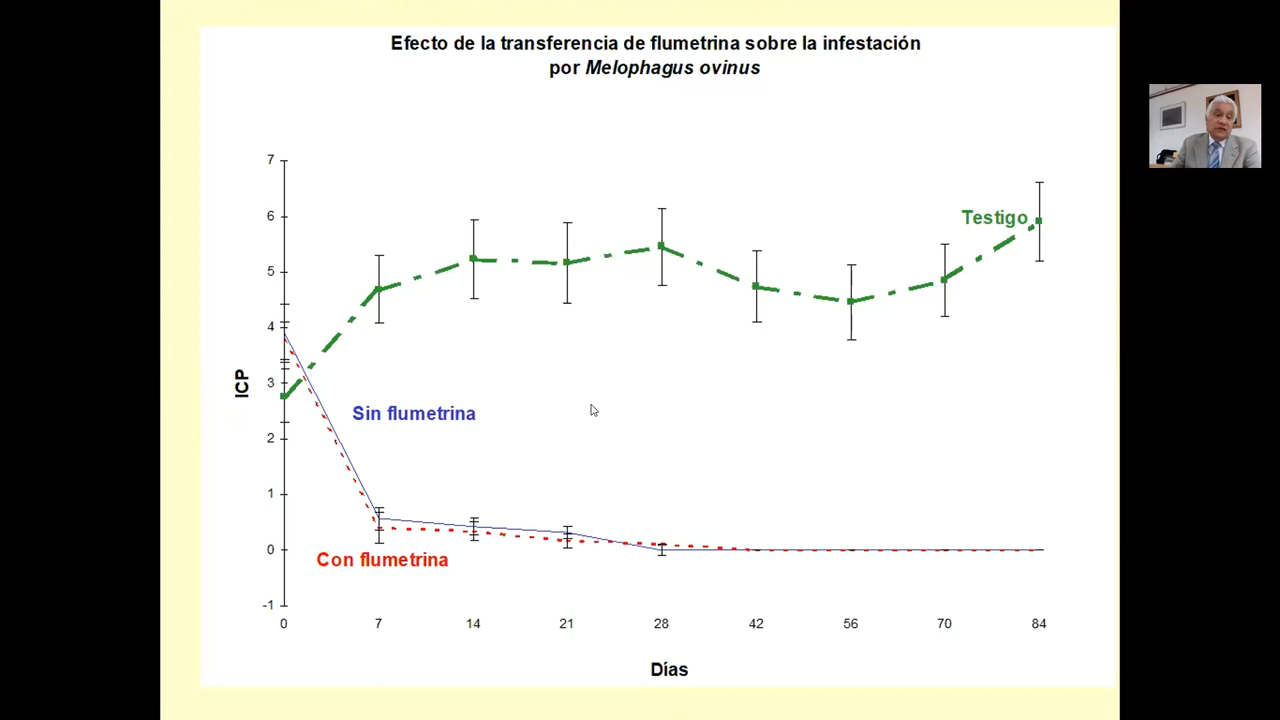 Efecto de la transferencia de flumetrina sobre la infestación
por Melophagus ovinus
7
6
5
4
3
2
1
0
-1
ICP
Testigo
Sin flumetrina
Con flumetrina
0 7 14 21 28 42 56 70 84
Días